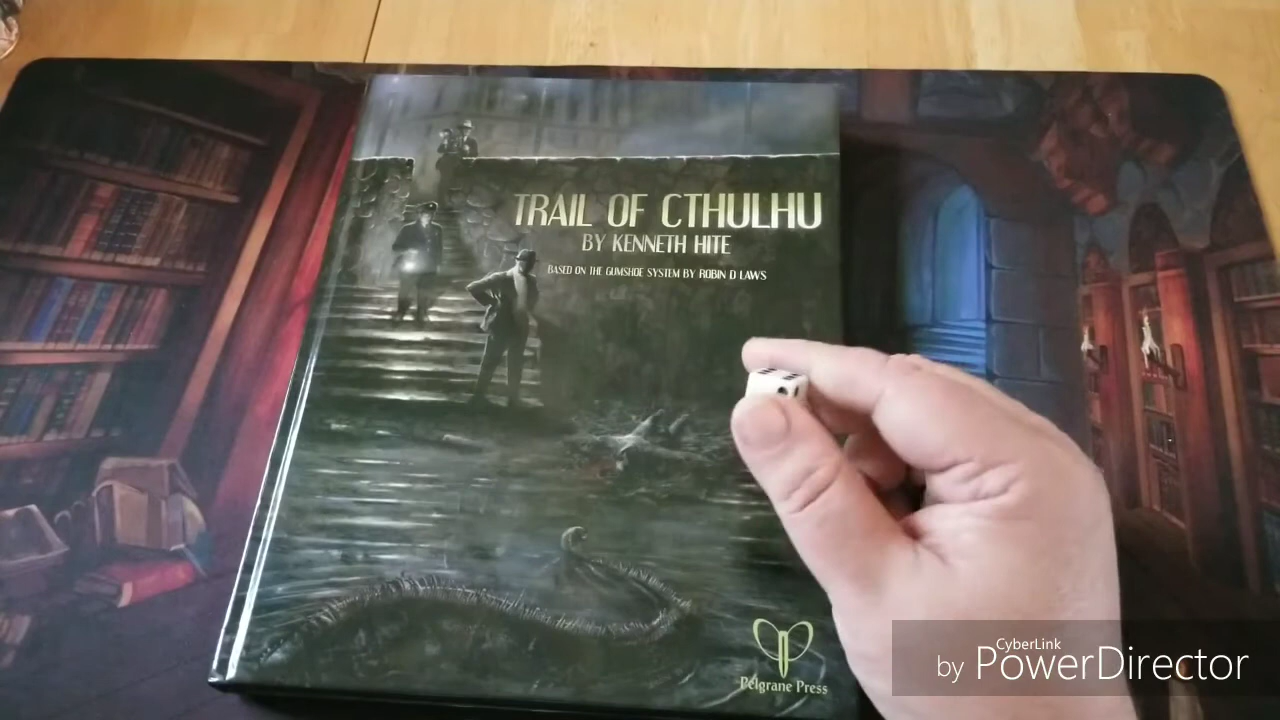 TRAIL OF CTHULHU
BY KENNETH HITE
BASED ON THE GUMSHOE SYSTEM BY ROBIN D LAWS
Pelgrane Press
CyberLink
by PowerDirector